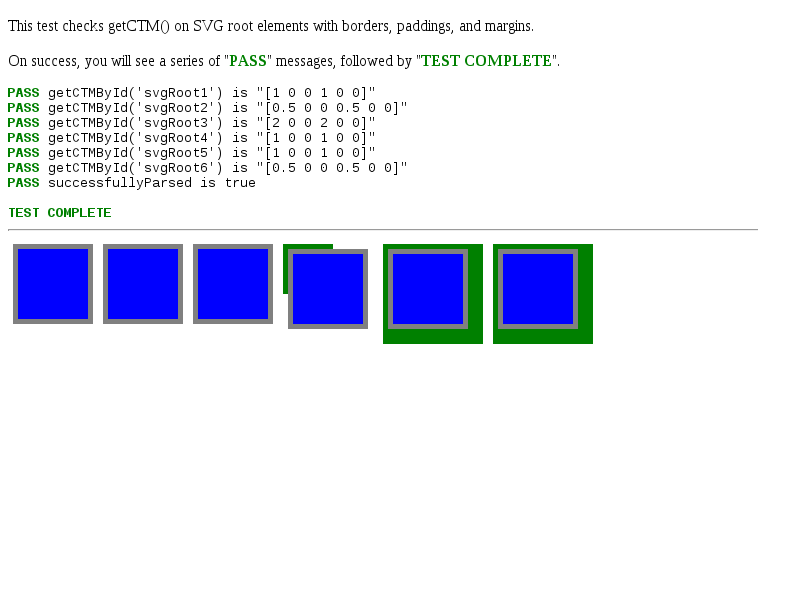 This test checks getCTM() on SVG root elements with borders, paddings, and margins.
On success, you will see a series of "PASS" messages, followed by "TEST COMPLETE".
PASS getCTMById('svgRoot1') is "[1 0 0 1 0 0]"
PASS getCTMById('svgRoot2') is "[0.5 0 0 0.5 0 0]"
PASS getCTMById('svgRoot3') is "[2 0 0 2 0 0]"
PASS getCTMById('svgRoot4') is "[1 0 0 1 0 0]"
PASS getCTMById('svgRoot5') is "[1 0 0 1 0 0]"
PASS getCTMById('svgRoot6') is "[0.5 0 0 0.5 0 0]"
PASS successfullyParsed is true
TEST COMPLETE